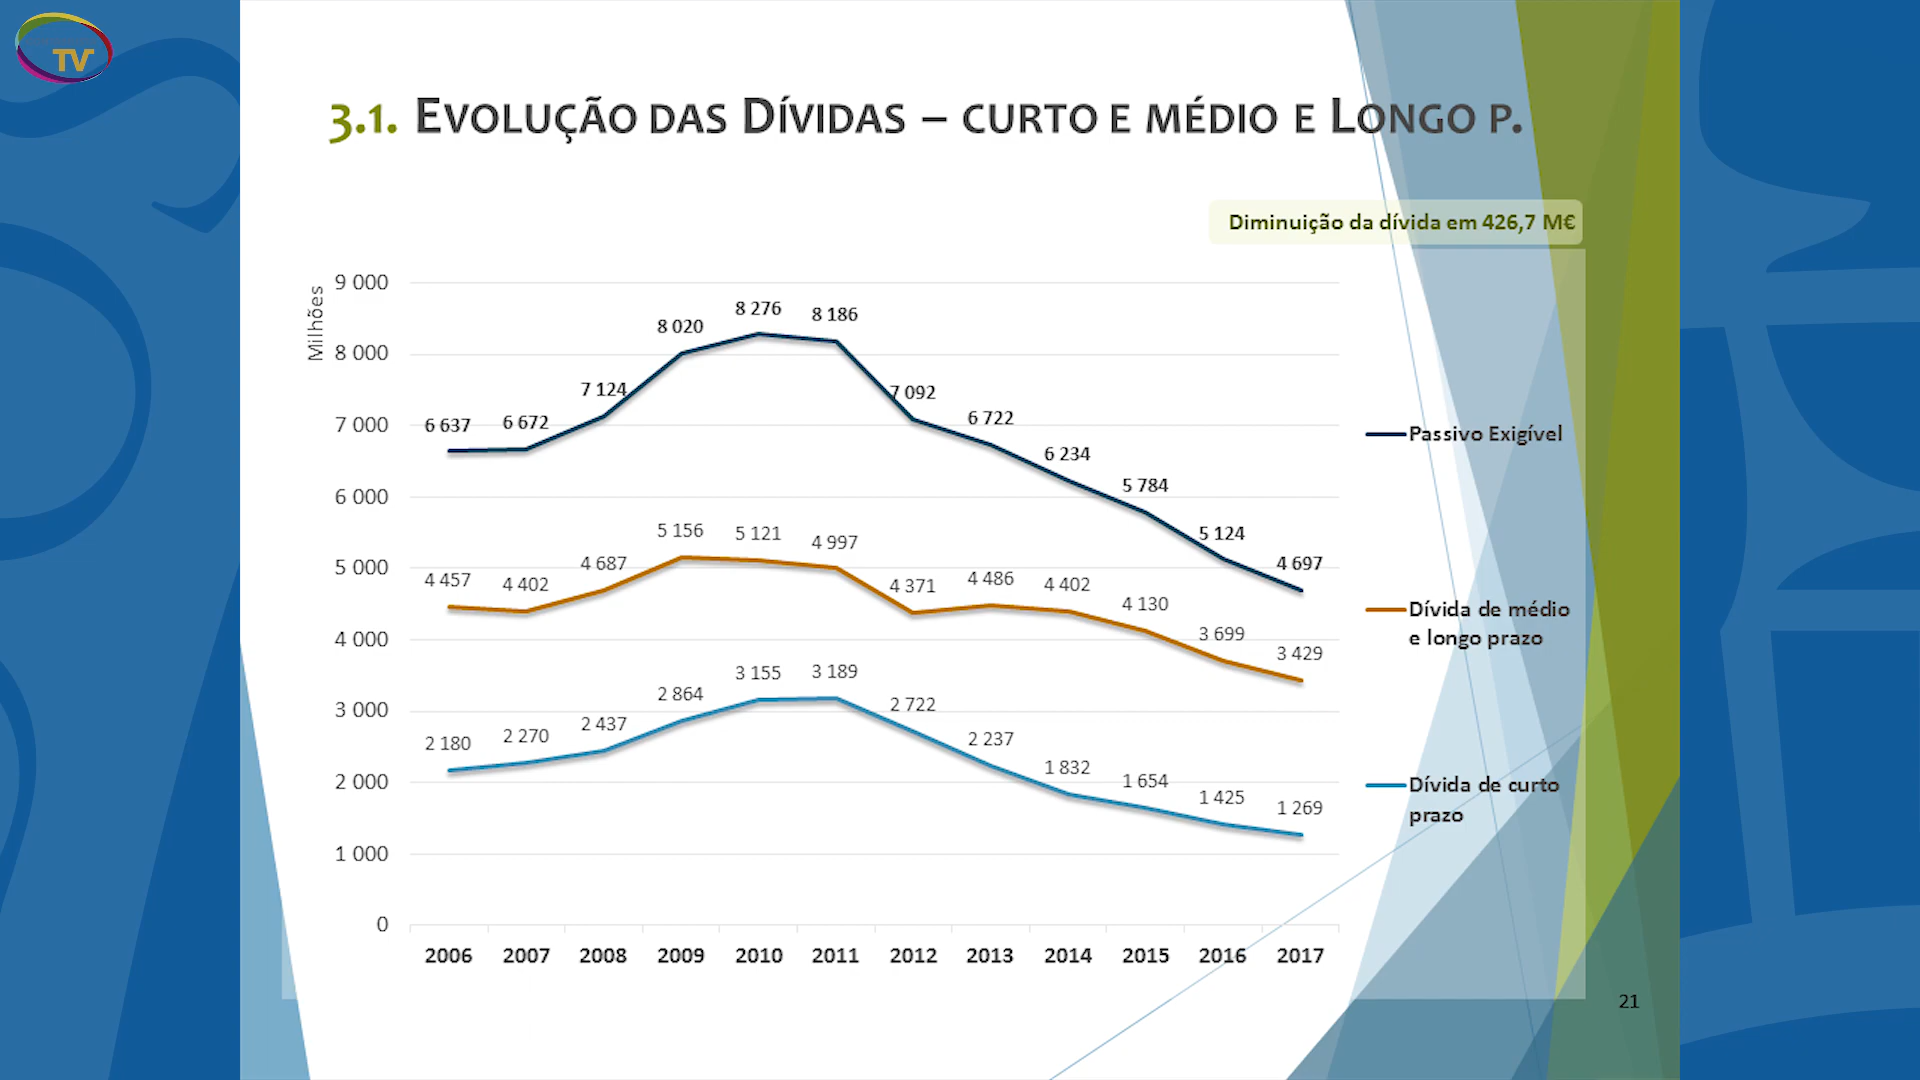 TV
3.1. EVOLUÇÃO DAS DÍVIDAS – CURTO E MÉDIO E LONGO P.
Diminuição da dívida em 426,7 M€
Milhões
9 000
8 000
7 000
6 000
5 000
4 000
3 000
2 000
1 000
0
6 637 6 672 7 124 8 020 8 276 8 186 7 092 6 722 6 234 5 784 5 124 4 697
4 457 4 402 4 687 5 156 5 121 4 997 4 371 4 486 4 402 4 130 3 699 3 429
2 180 2 270 2 437 2 864 3 155 3 189 2 722 2 237 1 832 1 654 1 425 1 269
2006 2007 2008 2009 2010 2011 2012 2013 2014 2015 2016 2017
Passivo Exigível
Dívida de médio
e longo prazo
Dívida de curto
prazo
21